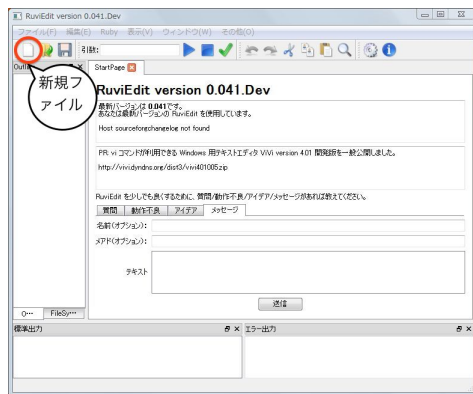 RuviEdit version 0.041.Dev
ファイル(F) 編集(E) Ruby 表示(V) ウィンドウ(W) その他(O)
引数:
StartPage
新規フ
ァイル
RuviEdit version 0.041.Dev
最新バージョンは 0.041です。
あなたは最新バージョンの RuviEdit を使用しています。
Host sourceforgechangeelog not found
PR: vi コマンドが利用できる Windows 用テキストエディタ ViVi version 4.01 開発版を一般公開しました。
http://vivi.dyndns.org/dist3/vivi401005.zip
RuviEdit を少しでも良くするために、質問/動作不良/アイデア/メッセージがあれば教えてください。
質問 動作不良 アイデア メッセージ
名前(オプション):
メアド(オプション):
テキスト
送信
O… FileSy…
標準出力 エラー出力